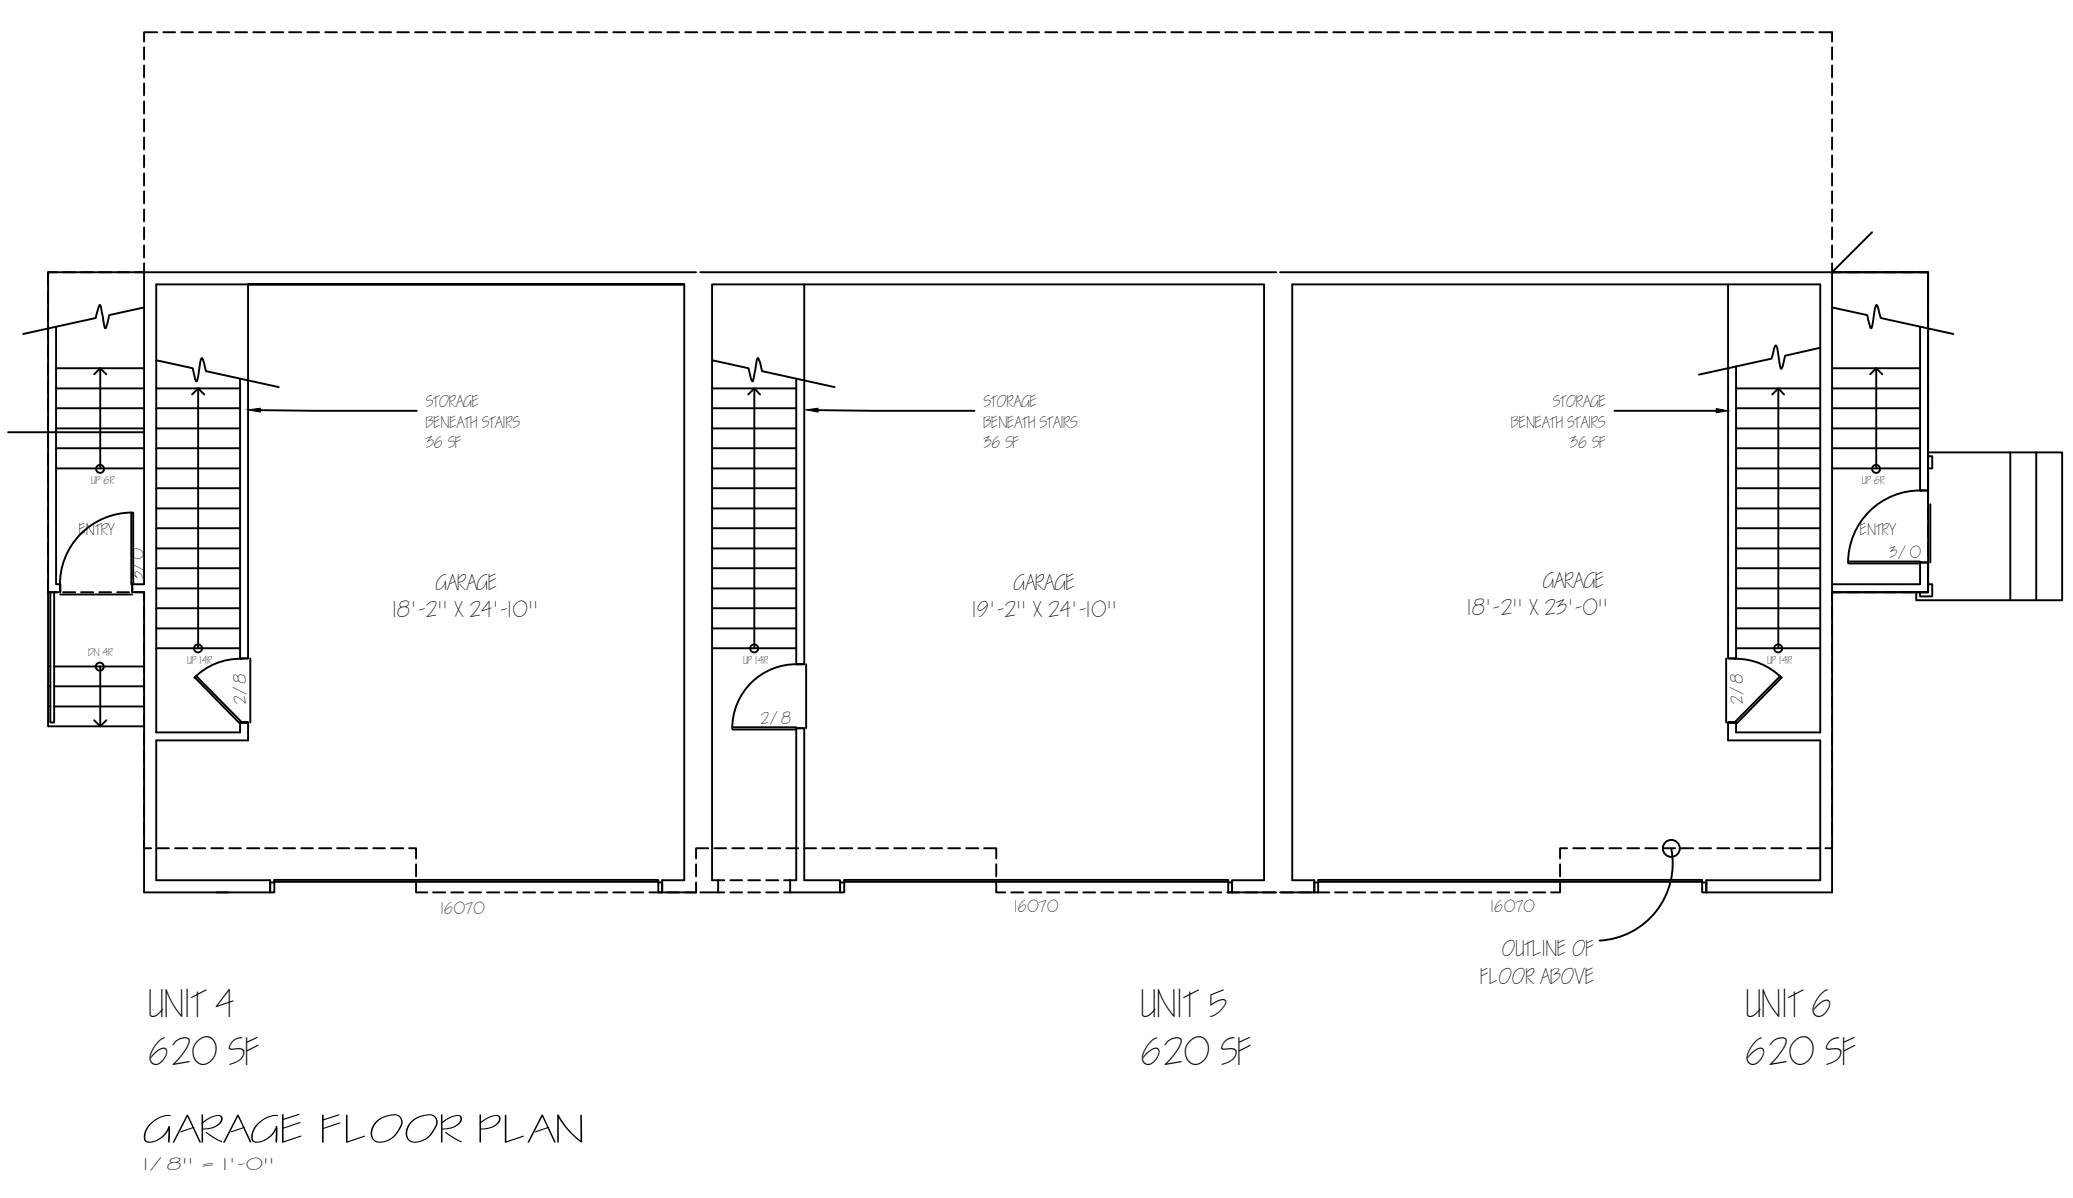 STORAGE
BENEATH STAIRS
36 SF
STORAGE
BENEATH STAIRS
36 SF
STORAGE
BENEATH STAIRS
36 SF
UP 6R
UP 6R
ENTRY
3/0
ENTRY
3/0
GARAGE
18'-2" X 24'-10"
GARAGE
19'-2" X 24'-10"
GARAGE
18'-2" X 23'-0"
DN 4R
UP 14R
UP 14R
UP 14R
2/8
2/8
2/8
16070
16070
16070
OUTLINE OF
FLOOR ABOVE
UNIT 4
620 SF
UNIT 5
620 SF
UNIT 6
620 SF
GARAGE FLOOR PLAN
1/8" = 1'-0"